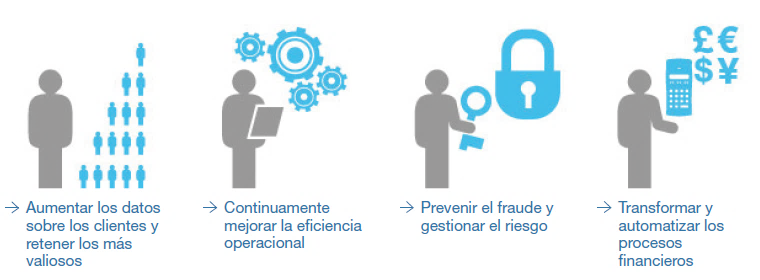 £ €
$ ¥
→ Aumentar los datos
sobre los clientes y
retener los más
valiosos
→ Continuamente
mejorar la eficiencia
operacional
→ Prevenir el fraude y
gestionar el riesgo
→ Transformar y
automatizar los
procesos
financieros